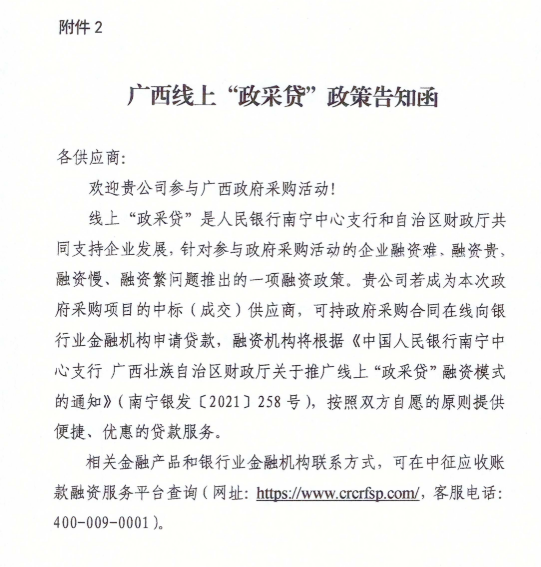 附件2
广西线上“政采贷”政策告知函
各供应商：
欢迎贵公司参与广西政府采购活动！
线上“政采贷”是人民银行南宁中心支行和自治区财政厅共
同支持企业发展，针对参与政府采购活动的企业融资难、融资贵、
融资慢、融资繁问题推出的一项融资政策。贵公司若成为本次政
府采购项目的中标（成交）供应商，可持政府采购合同在线向银
行业金融机构申请贷款，融资机构将根据《中国人民银行南宁中
心支行 广西壮族自治区财政厅关于推广线上“政采贷”融资模式
的通知》（南宁银发〔2021〕258号），按照双方自愿的原则提供
便捷、优惠的贷款服务。
相关金融产品和银行业金融机构联系方式，可在中征应收账
款融资服务平台查询（网址：https://www.crcrfsp.com/，客服电话：
400-009-0001）。